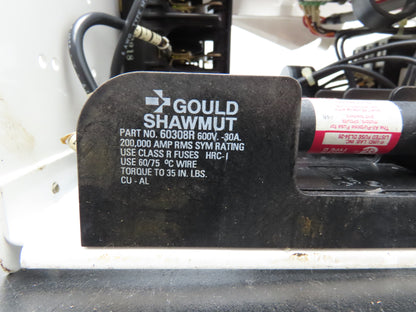 GOULD
SHAWMUT
PART NO. 60308R 600V. -30A.
200,000 AMP RMS SYM RATING
USE CLASS R FUSES HRC-I
USE 60/75 °C WIRE
TORQUE TO 35 IN. LBS.
CU - AL